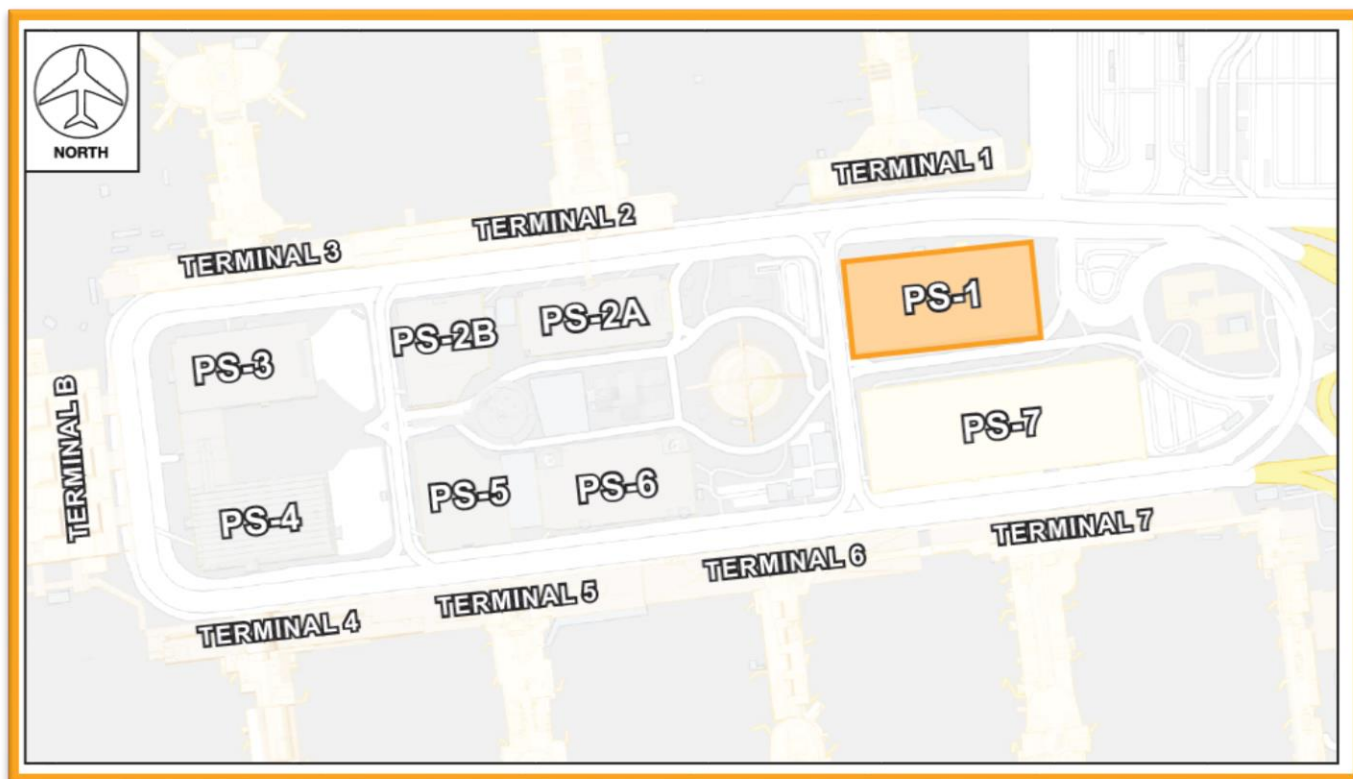 NORTH
TERMINAL 1
TERMINAL 2
TERMINAL 3
PS-1
PS-2A
PS-2B
PS-3
TERMINAL B
PS-7
PS-6
PS-5
PS-4
TERMINAL 7
TERMINAL 6
TERMINAL 5
TERMINAL 4